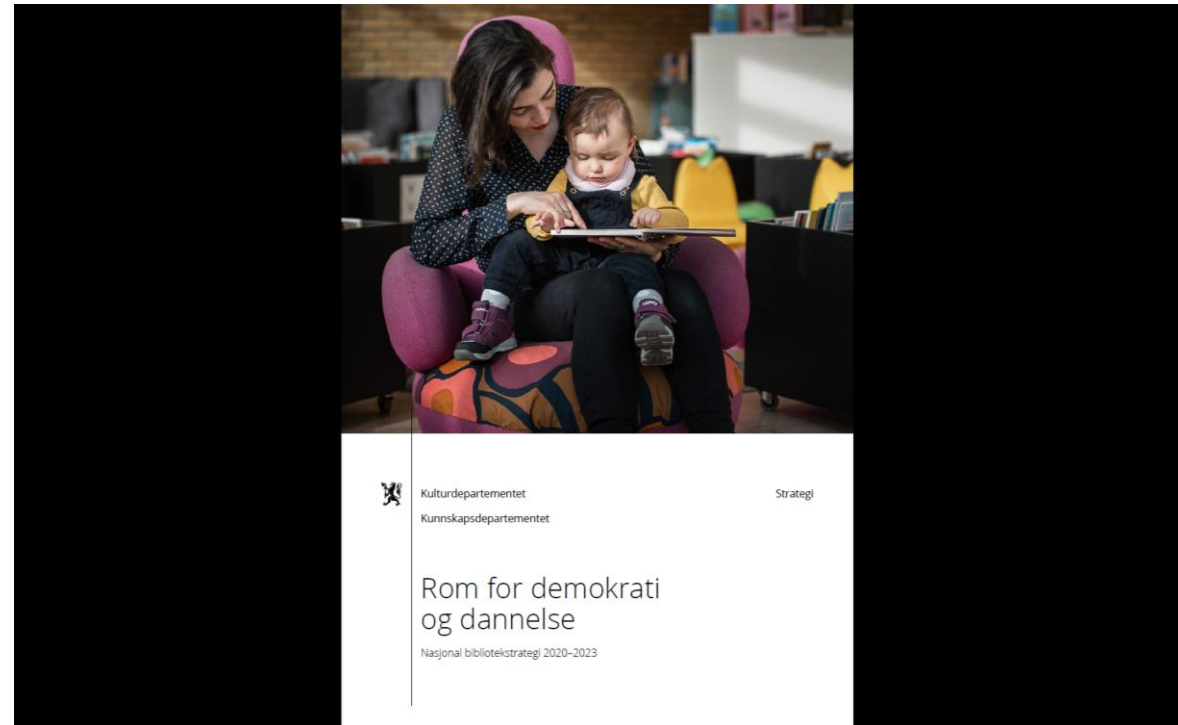 Kulturdepartementet
Strategi
Kunnskapsdepartementet
Rom for demokrati
og dannelse
Nasjonal bibliotekstrategi 2020–2023